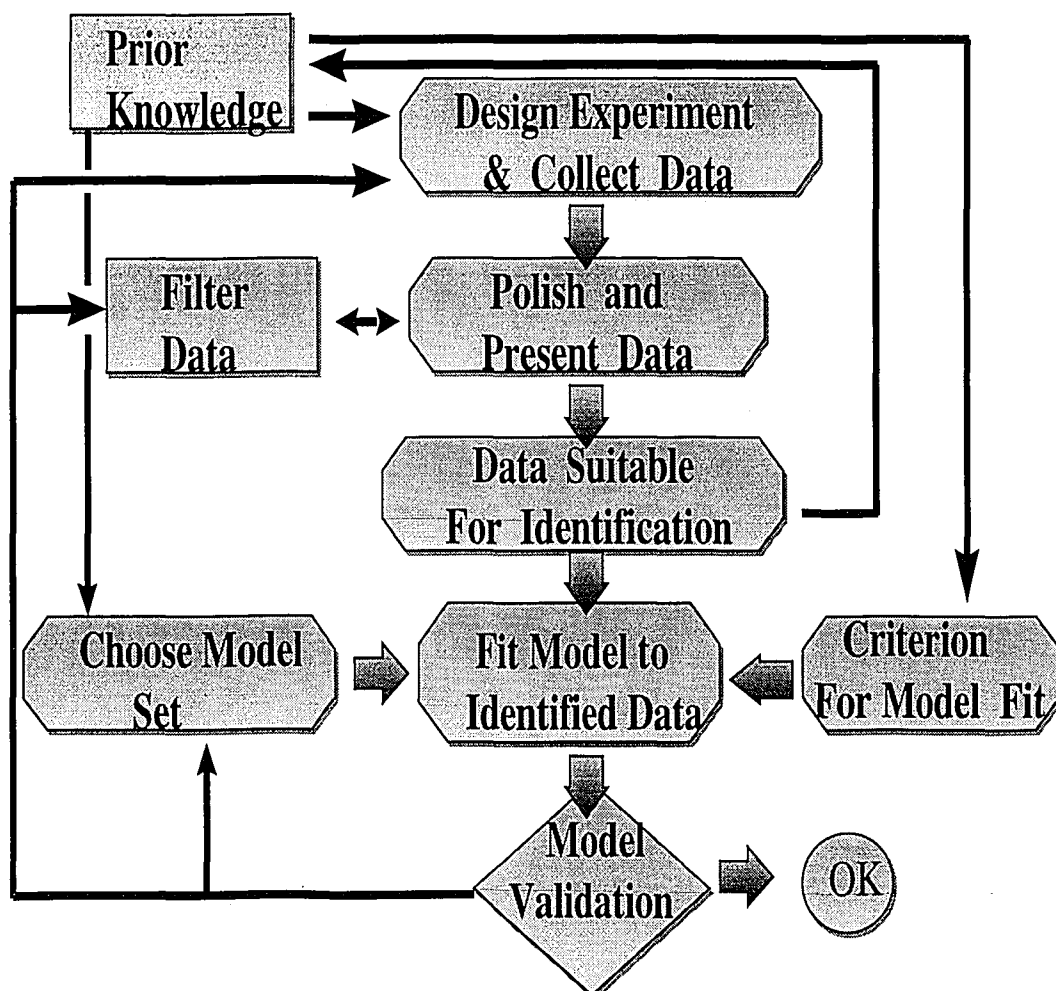 Prior
Knowledge
Design Experiment
& Collect Data
Filter
Data
Polish and
Present Data
Data Suitable
For Identification
Choose Model
Set
Fit Model to
Identified Data
Criterion
For Model Fit
Model
Validation
OK